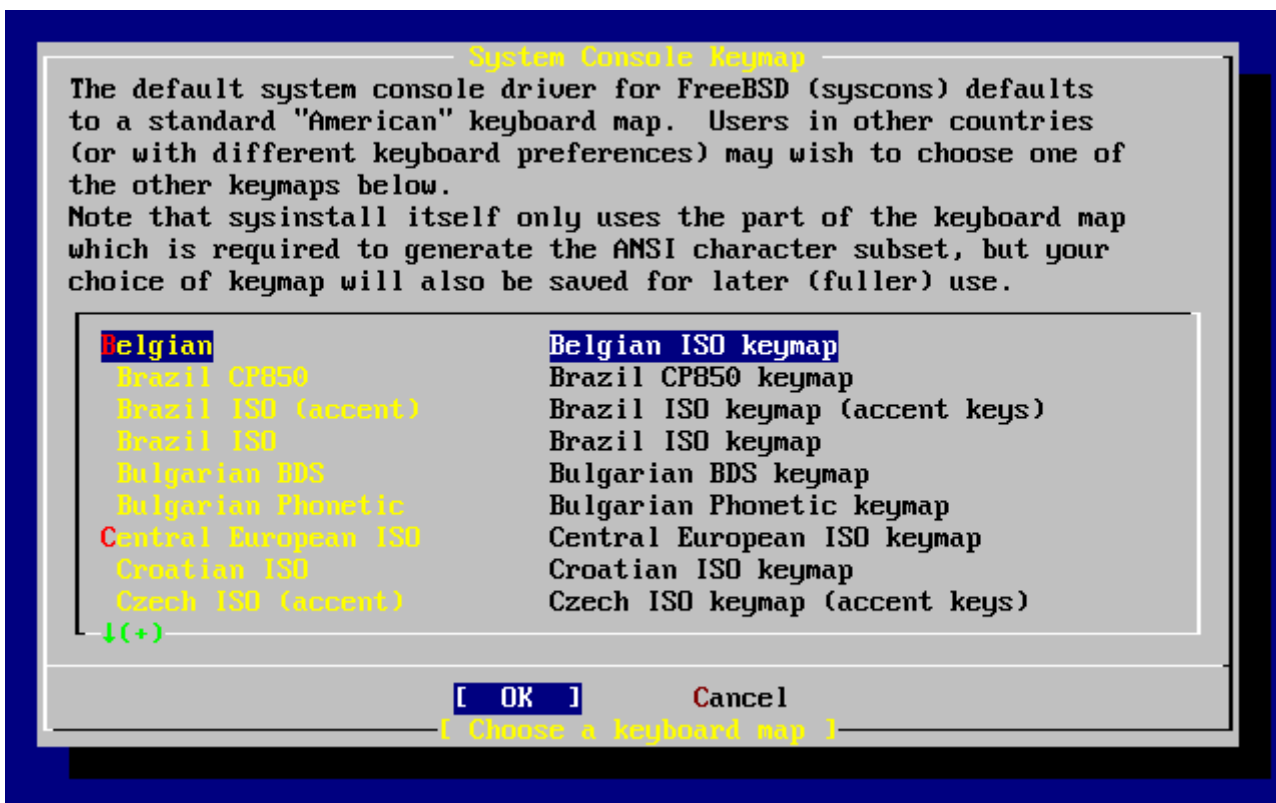 System Console Keymap
The default system console driver for FreeBSD (syscons) defaults
to a standard "American" keyboard map.  Users in other countries
(or with different keyboard preferences) may wish to choose one of
the other keymaps below.
Note that sysinstall itself only uses the part of the keyboard map
which is required to generate the ANSI character subset, but your
choice of keymap will also be saved for later (fuller) use.
Belgian Belgian ISO keymap
Brazil CP850 Brazil CP850 keymap
Brazil ISO (accent) Brazil ISO keymap (accent keys)
Brazil ISO Brazil ISO keymap
Bulgarian BDS Bulgarian BDS keymap
Bulgarian Phonetic Bulgarian Phonetic keymap
Central European ISO Central European ISO keymap
Croatian ISO Croatian ISO keymap
Czech ISO (accent) Czech ISO keymap (accent keys)
↓(+)
[ OK ] Cancel
[ Choose a keyboard map ]